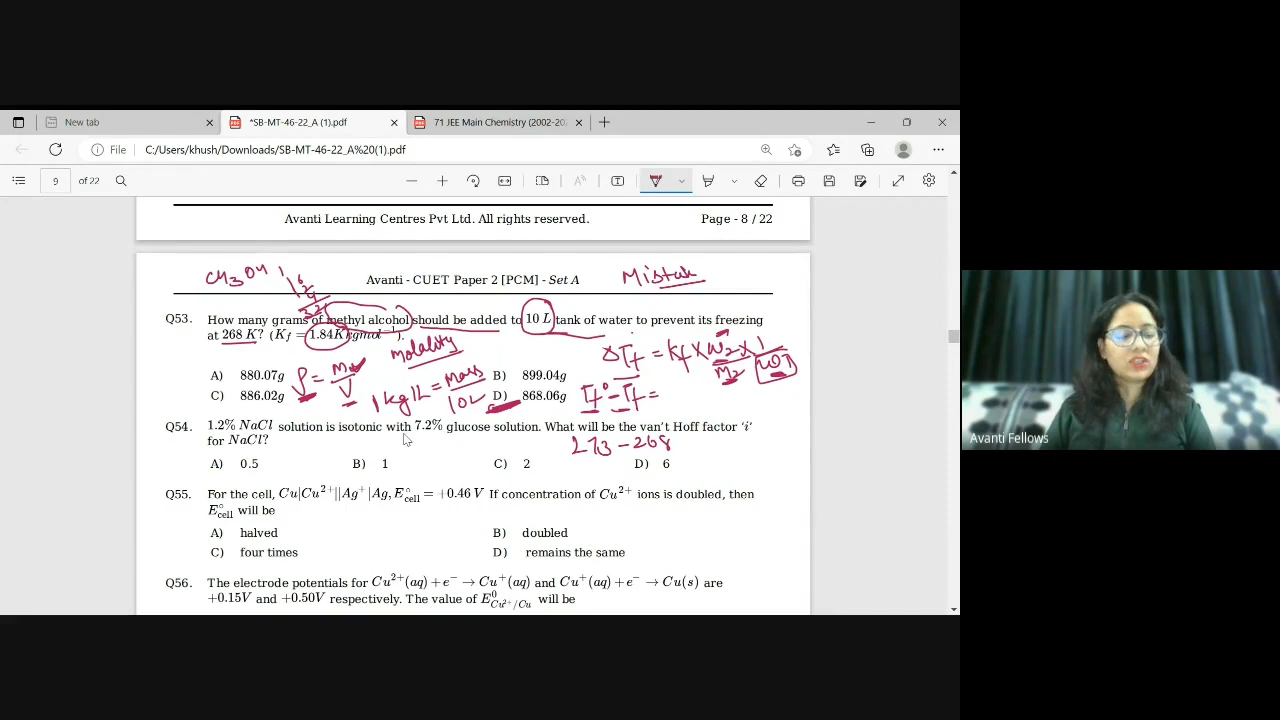 New tab
*SB-MT-46-22_A (1).pdf
71 JEE Main Chemistry (2002-20
File C:/Users/khush/Downloads/SB-MT-46-22_A%20(1).pdf
9 of 22
Avanti Learning Centres Pvt Ltd. All rights reserved. Page - 8 / 22
CH3OH
16
32
Avanti - CUET Paper 2 [PCM] - Set A
Mistak
Q53. How many grams of methyl alcohol should be added to 10 L tank of water to prevent its freezing
at 268 K? (K_f = 1.84K kg mol⁻¹).
molality
ΔTf = Kf × w2/m2 × 1/
A) 880.07g B) 899.04g
C) 886.02g D) 868.06g
ρ = m/V
1 kg/L = mass/10L
Tf° - Tf =
273 - 268
Q54. 1.2% NaCl solution is isotonic with 7.2% glucose solution. What will be the van't Hoff factor 'i'
for NaCl?
A) 0.5 B) 1 C) 2 D) 6
Q55. For the cell, Cu|Cu²⁺||Ag⁺|Ag, E°cell = +0.46 V If concentration of Cu²⁺ ions is doubled, then
E°cell will be
A) halved B) doubled
C) four times D) remains the same
Q56. The electrode potentials for Cu²⁺(aq) + e⁻ → Cu⁺(aq) and Cu⁺(aq) + e⁻ → Cu(s) are
+0.15V and +0.50V respectively. The value of E⁰Cu²⁺/Cu will be
Avanti Fellows